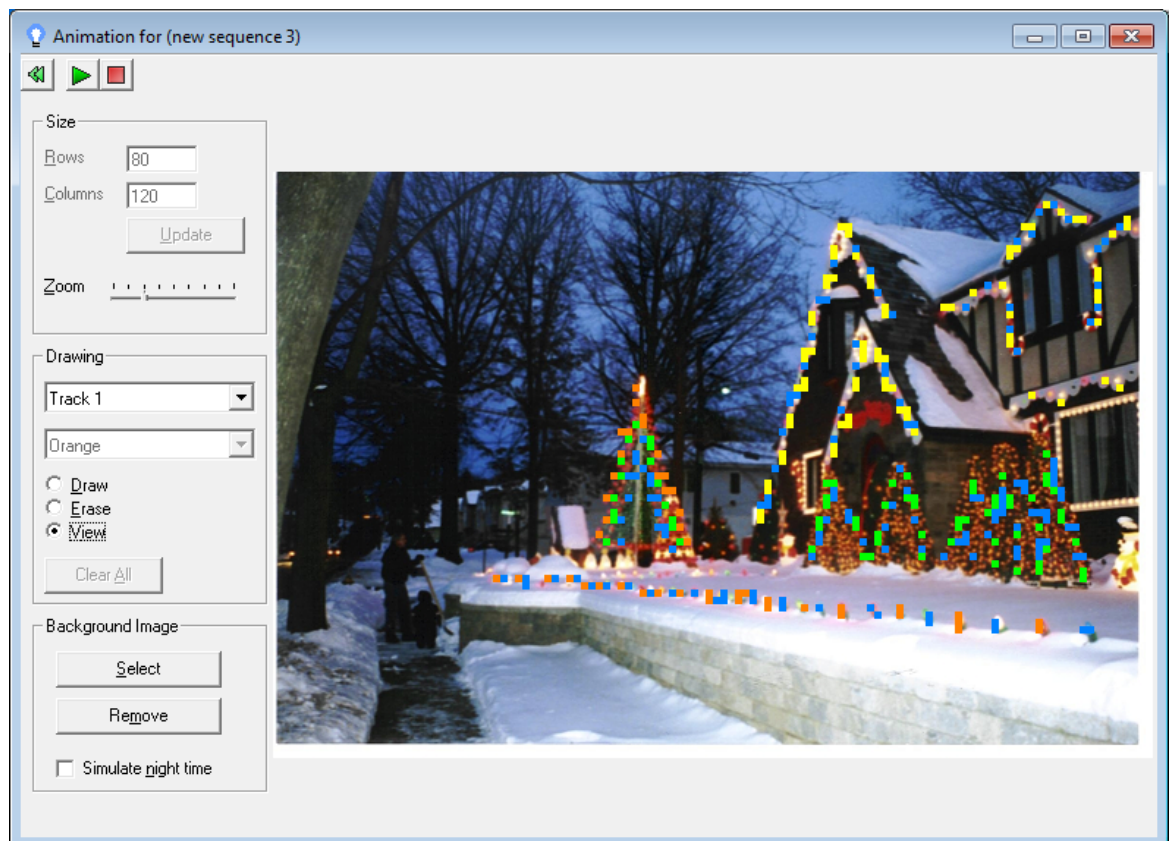 Animation for (new sequence 3)
Size
Rows 80
Columns 120
Update
Zoom
Drawing
Track 1
Orange
Draw
Erase
View
Clear All
Background Image
Select
Remove
Simulate night time